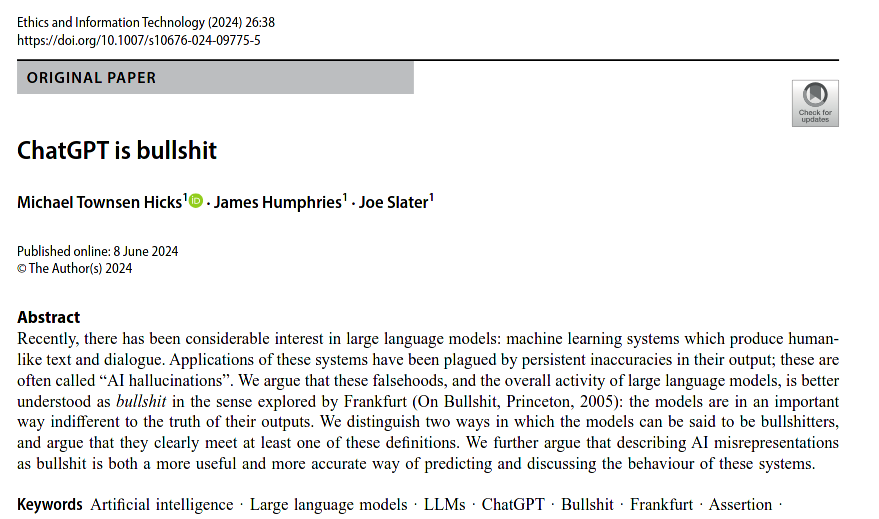 Ethics and Information Technology (2024) 26:38
https://doi.org/10.1007/s10676-024-09775-5
ORIGINAL PAPER
Check for
updates
ChatGPT is bullshit
Michael Townsen Hicks¹ iD · James Humphries¹ · Joe Slater¹
Published online: 8 June 2024
© The Author(s) 2024
Abstract
Recently, there has been considerable interest in large language models: machine learning systems which produce human-
like text and dialogue. Applications of these systems have been plagued by persistent inaccuracies in their output; these are
often called “AI hallucinations”. We argue that these falsehoods, and the overall activity of large language models, is better
understood as bullshit in the sense explored by Frankfurt (On Bullshit, Princeton, 2005): the models are in an important
way indifferent to the truth of their outputs. We distinguish two ways in which the models can be said to be bullshitters,
and argue that they clearly meet at least one of these definitions. We further argue that describing AI misrepresentations
as bullshit is both a more useful and more accurate way of predicting and discussing the behaviour of these systems.
Keywords Artificial intelligence · Large language models · LLMs · ChatGPT · Bullshit · Frankfurt · Assertion ·